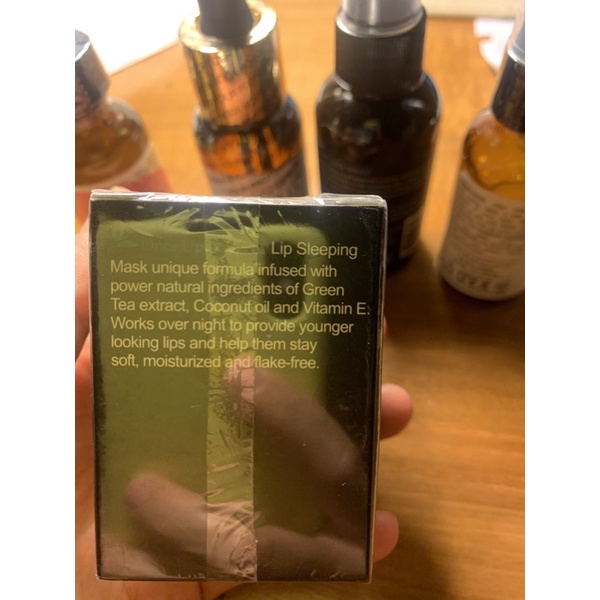 Lip Sleeping
Mask unique formula infused with
power natural ingredients of Green
Tea extract, Coconut oil and Vitamin E.
Works over night to provide younger
looking lips and help them stay
soft, moisturized and flake-free.